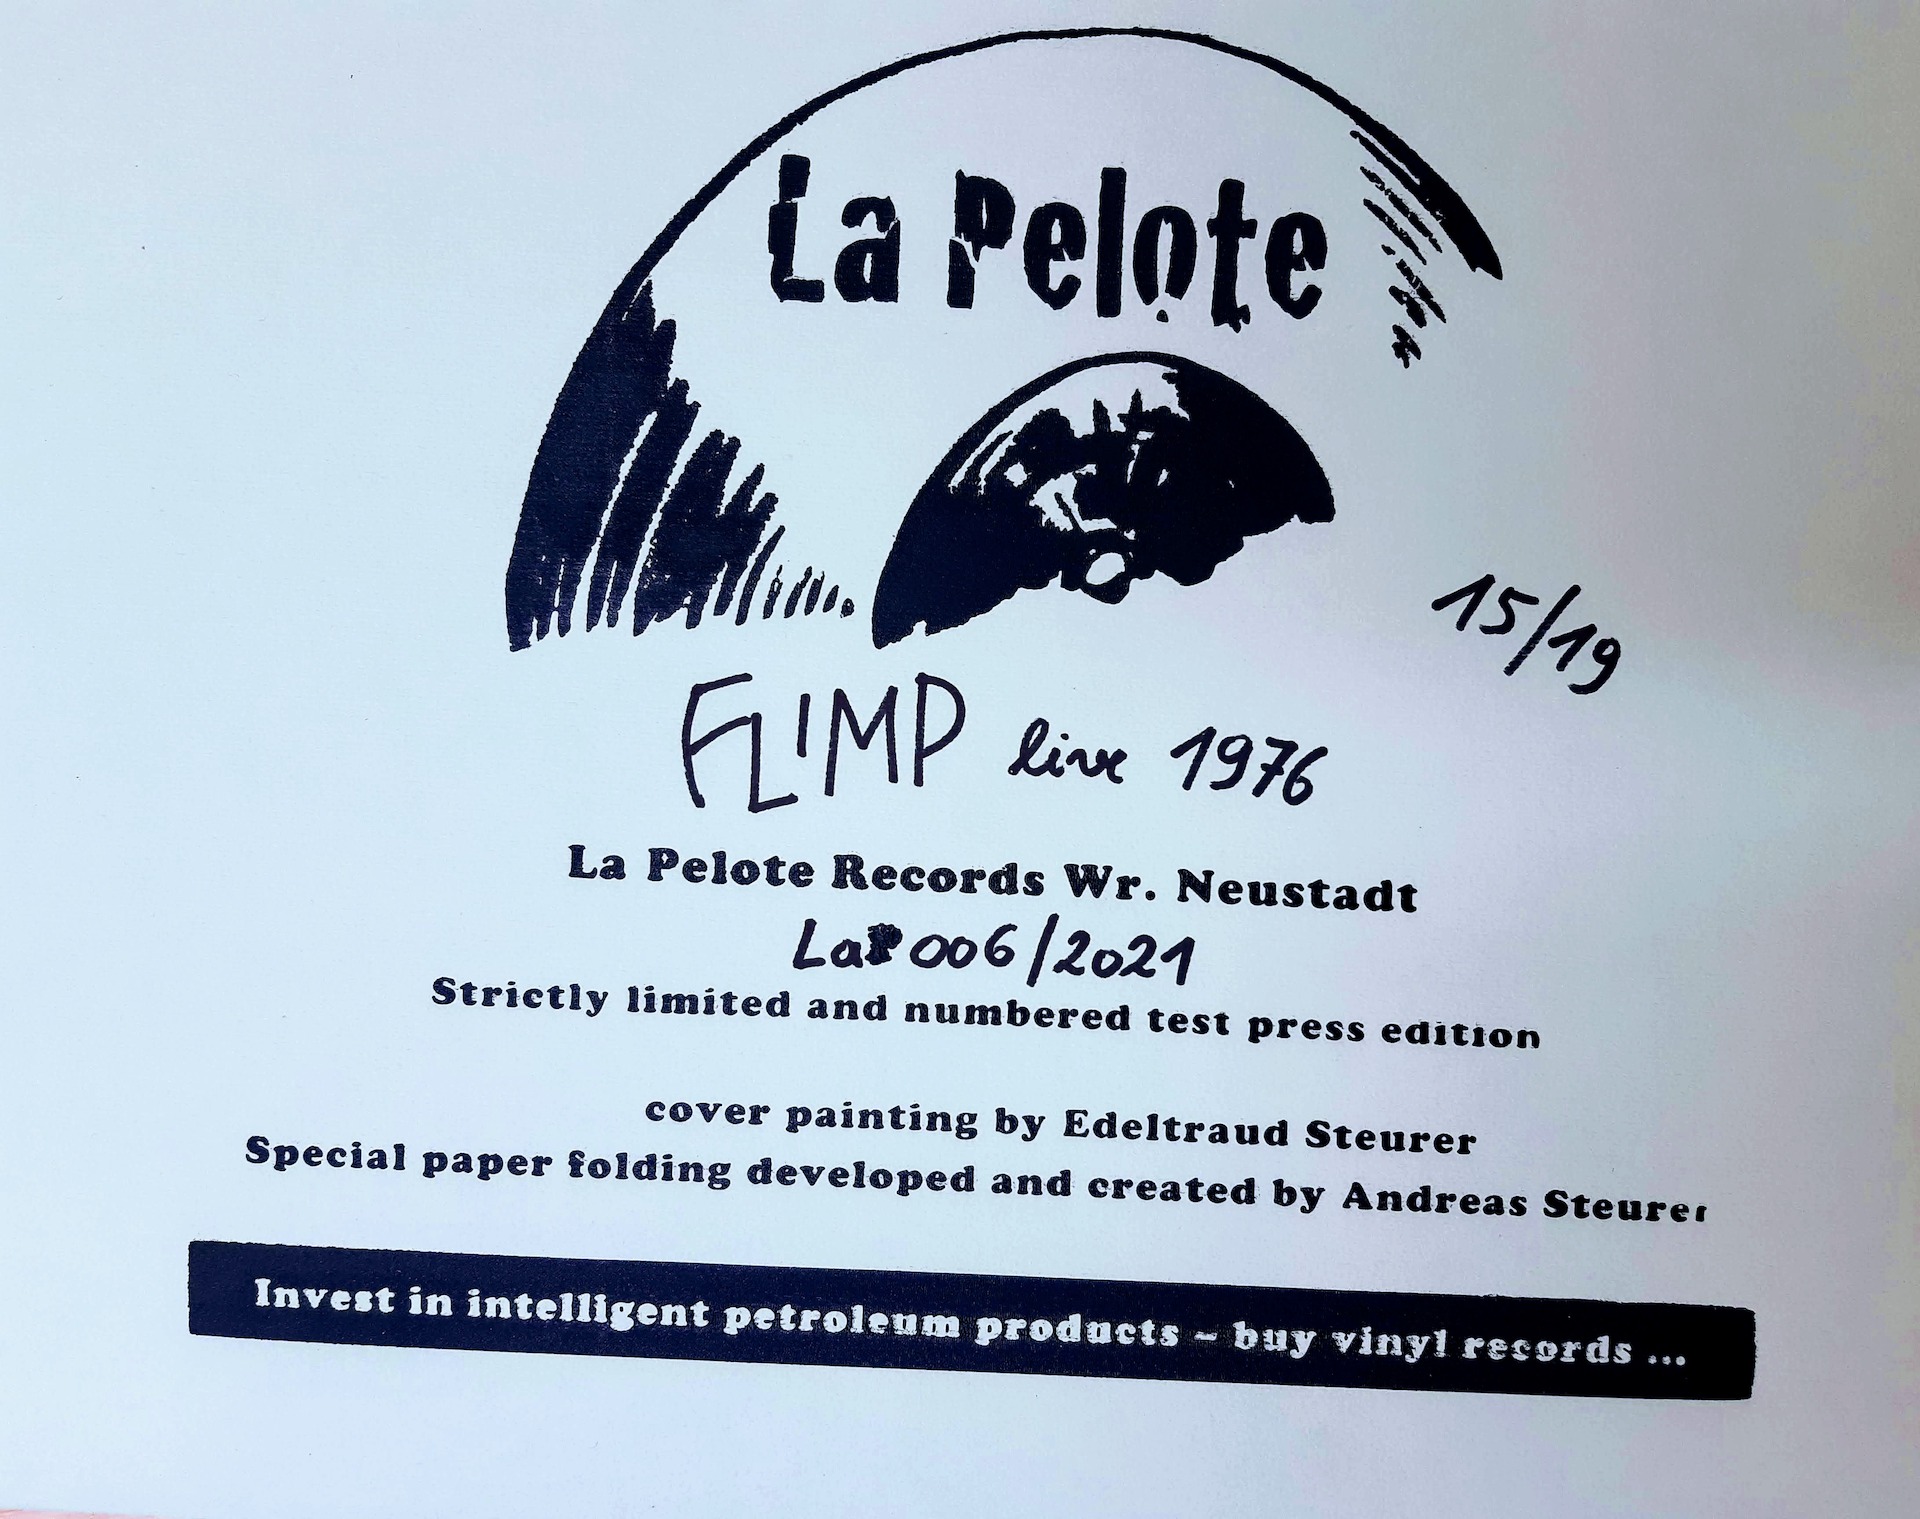 La Pelote
15/19
FLIMP live 1976
La Pelote Records Wr. Neustadt
LaP 006/2021
Strictly limited and numbered test press edition
cover painting by Edeltraud Steurer
Special paper folding developed and created by Andreas Steurer
Invest in intelligent petroleum products – buy vinyl records ...